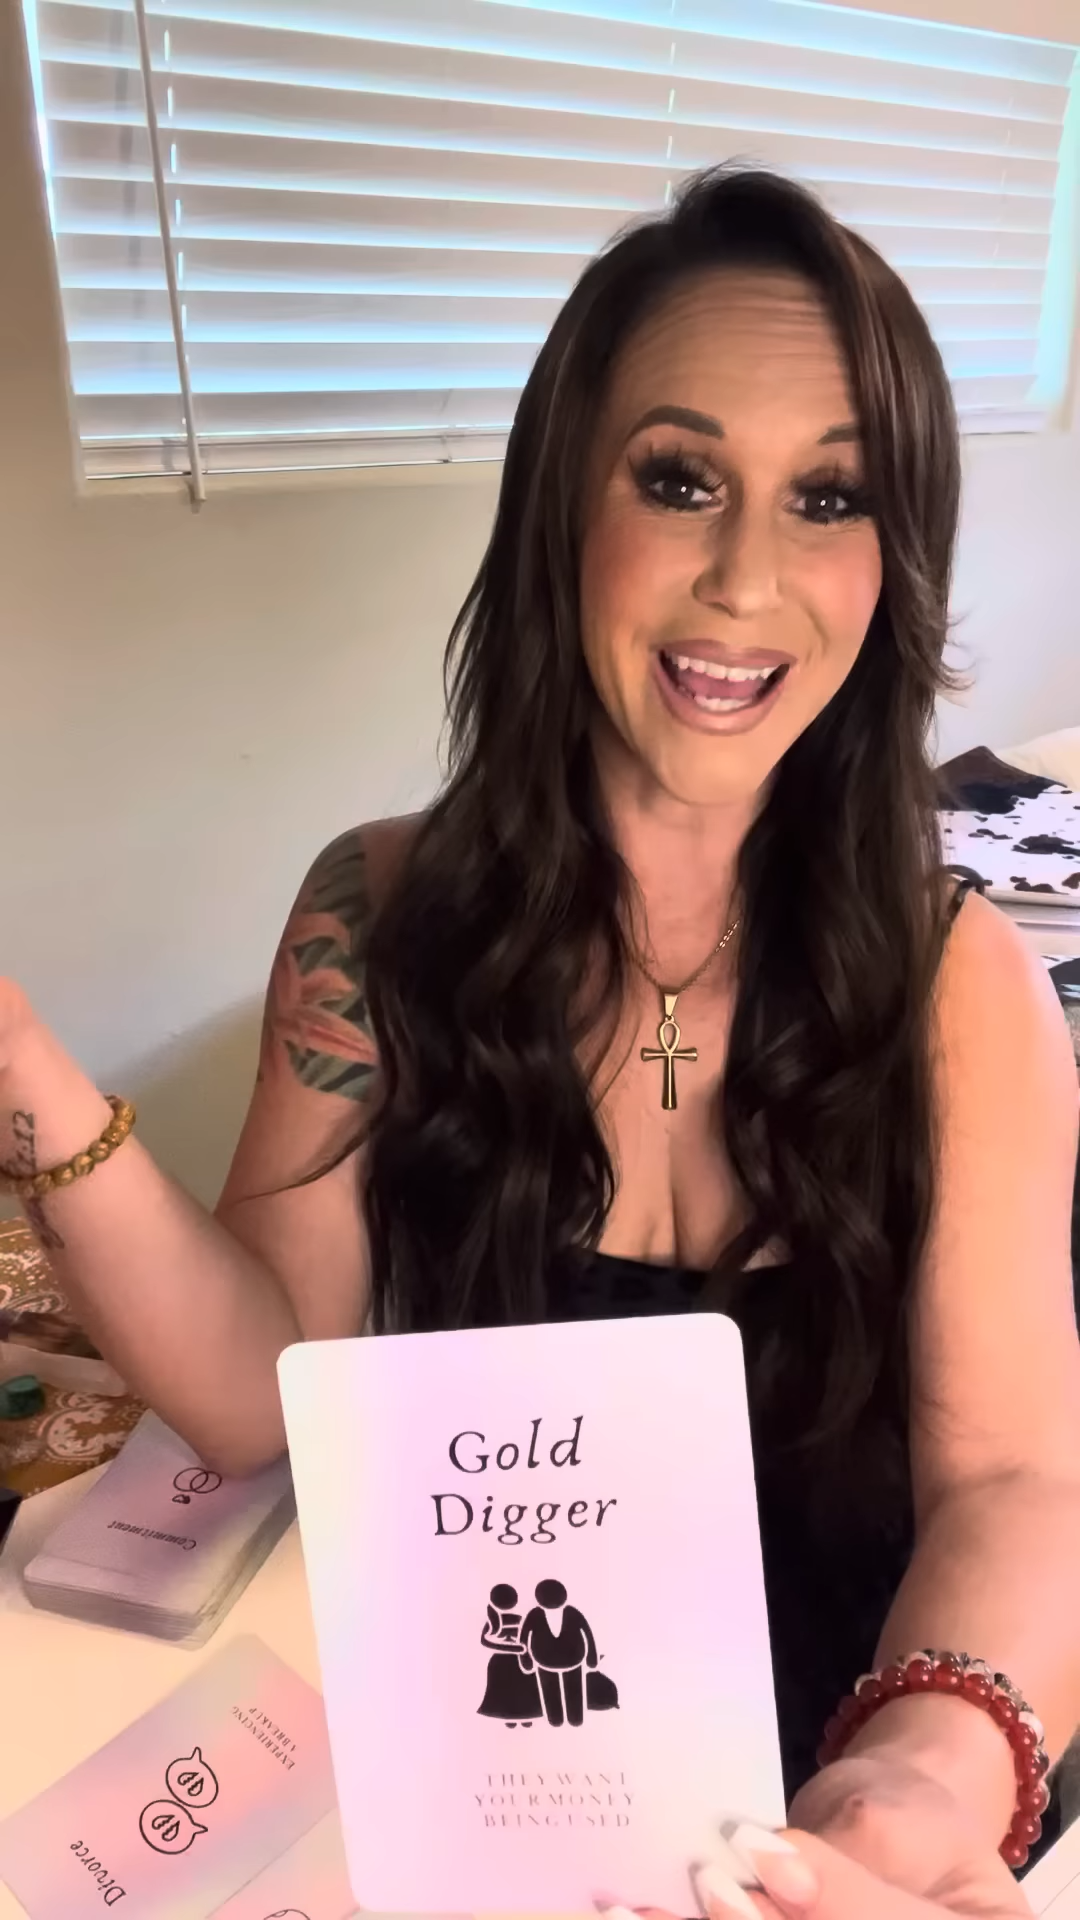 Gold
Digger
THEY WANT
YOUR MONEY
BEING USED
Commitment
EXPERIENCING
A BREAKUP
Divorce